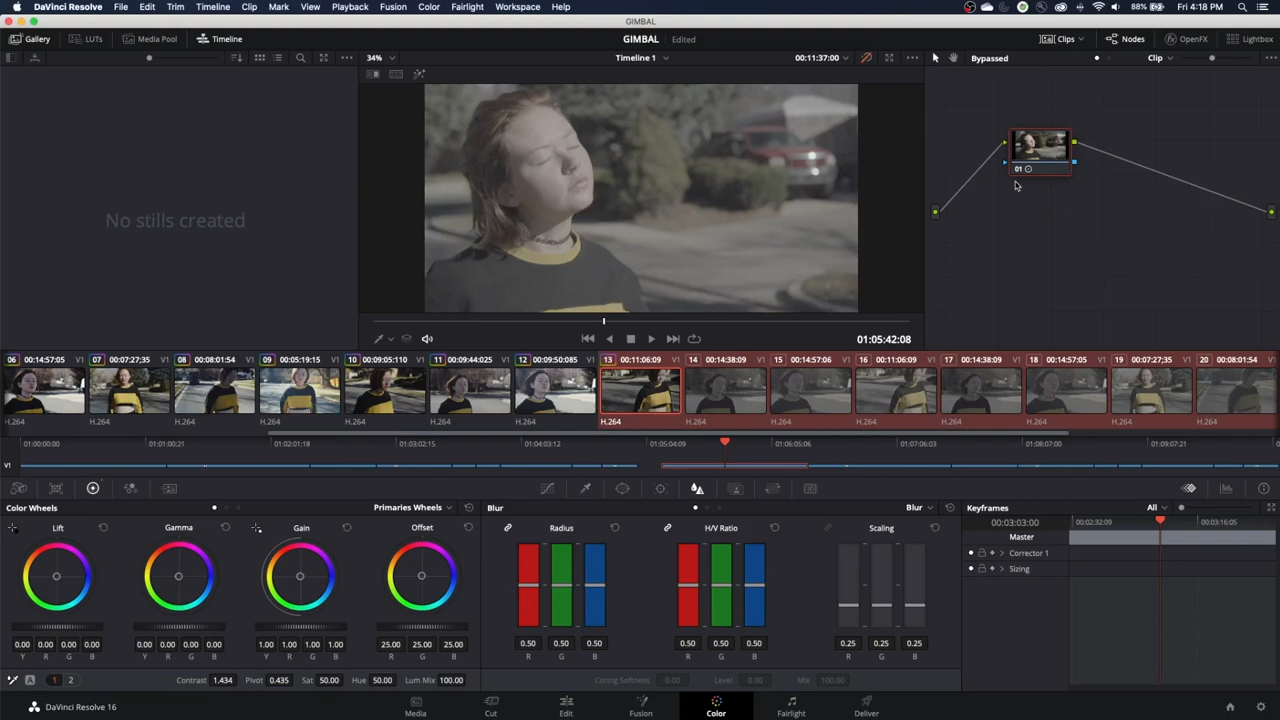 DaVinci Resolve File Edit Trim Timeline Clip Mark View Playback Fusion Color Fairlight Workspace Help 88% Fri 4:18 PM
GIMBAL
Gallery LUTs Media Pool Timeline GIMBAL Edited Clips Nodes OpenFX Lightbox
34% Timeline 1 00:11:37:00 Bypassed Clip
01
No stills created
01:05:42:08
06 00:14:57:05 V1 07 00:07:27;35 V1 08 00:08:01:54 V1 09 00:05:19:15 V1 10 00:09:05:110 V1 11 00:09:44:025 V1 12 00:09:50:085 V1 13 00:11:06:09 V1 14 00:14:38:09 V1 15 00:14:57:06 V1 16 00:11:06:09 V1 17 00:14:38:09 V1 18 00:14:57:05 V1 19 00:07:27;35 V1 20 00:08:01:54 V1
H.264 H.264 H.264 H.264 H.264 H.264 H.264 H.264 H.264 H.264 H.264 H.264 H.264 H.264 H.264
01:00:00:00 01:01:00:21 01:02:01:18 01:03:02:15 01:04:03:12 01:05:04:09 01:06:05:06 01:07:06:03 01:08:07:00 01:09:07:21
V1
Color Wheels Primaries Wheels Blur Blur Keyframes All
Lift Gamma Gain Offset Radius H/V Ratio Scaling 00:03:03:00 00:02:32:09 00:03:16:05
Master
Corrector 1
Sizing
0.00 0.00 0.00 0.00 0.00 0.00 0.00 0.00 1.00 1.00 1.00 1.00 25.00 25.00 25.00 0.50 0.50 0.50 0.50 0.50 0.50 0.25 0.25 0.25
Y R G B Y R G B Y R G B R G B R G B R G B R G B
A 1 2 Contrast 1.434 Pivot 0.435 Sat 50.00 Hue 50.00 Lum Mix 100.00 Coring Softness 0.00 Level 0.00 Mix 100.00
DaVinci Resolve 16 Media Cut Edit Fusion Color Fairlight Deliver